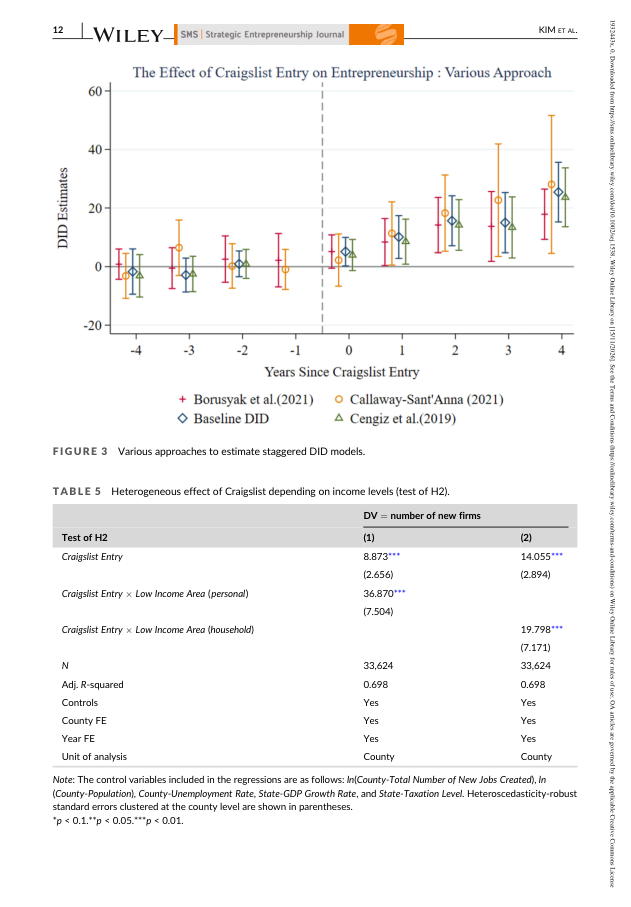 12
WILEY
SMS | Strategic Entrepreneurship Journal
KIM ET AL.
The Effect of Craigslist Entry on Entrepreneurship : Various Approach
60
40
20
0
-20
DID Estimates
-4 -3 -2 -1 0 1 2 3 4
Years Since Craigslist Entry
Borusyak et al.(2021) Callaway-Sant'Anna (2021)
Baseline DID Cengiz et al.(2019)
FIGURE 3 Various approaches to estimate staggered DID models.
TABLE 5 Heterogeneous effect of Craigslist depending on income levels (test of H2).
DV = number of new firms
Test of H2 (1) (2)
Craigslist Entry 8.873*** 14.055***
(2.656) (2.894)
Craigslist Entry × Low Income Area (personal) 36.870***
(7.504)
Craigslist Entry × Low Income Area (household) 19.798***
(7.171)
N 33,624 33,624
Adj. R-squared 0.698 0.698
Controls Yes Yes
County FE Yes Yes
Year FE Yes Yes
Unit of analysis County County
Note: The control variables included in the regressions are as follows: ln(County-Total Number of New Jobs Created), ln
(County-Population), County-Unemployment Rate, State-GDP Growth Rate, and State-Taxation Level. Heteroscedasticity-robust
standard errors clustered at the county level are shown in parentheses.
*p < 0.1.**p < 0.05.***p < 0.01.